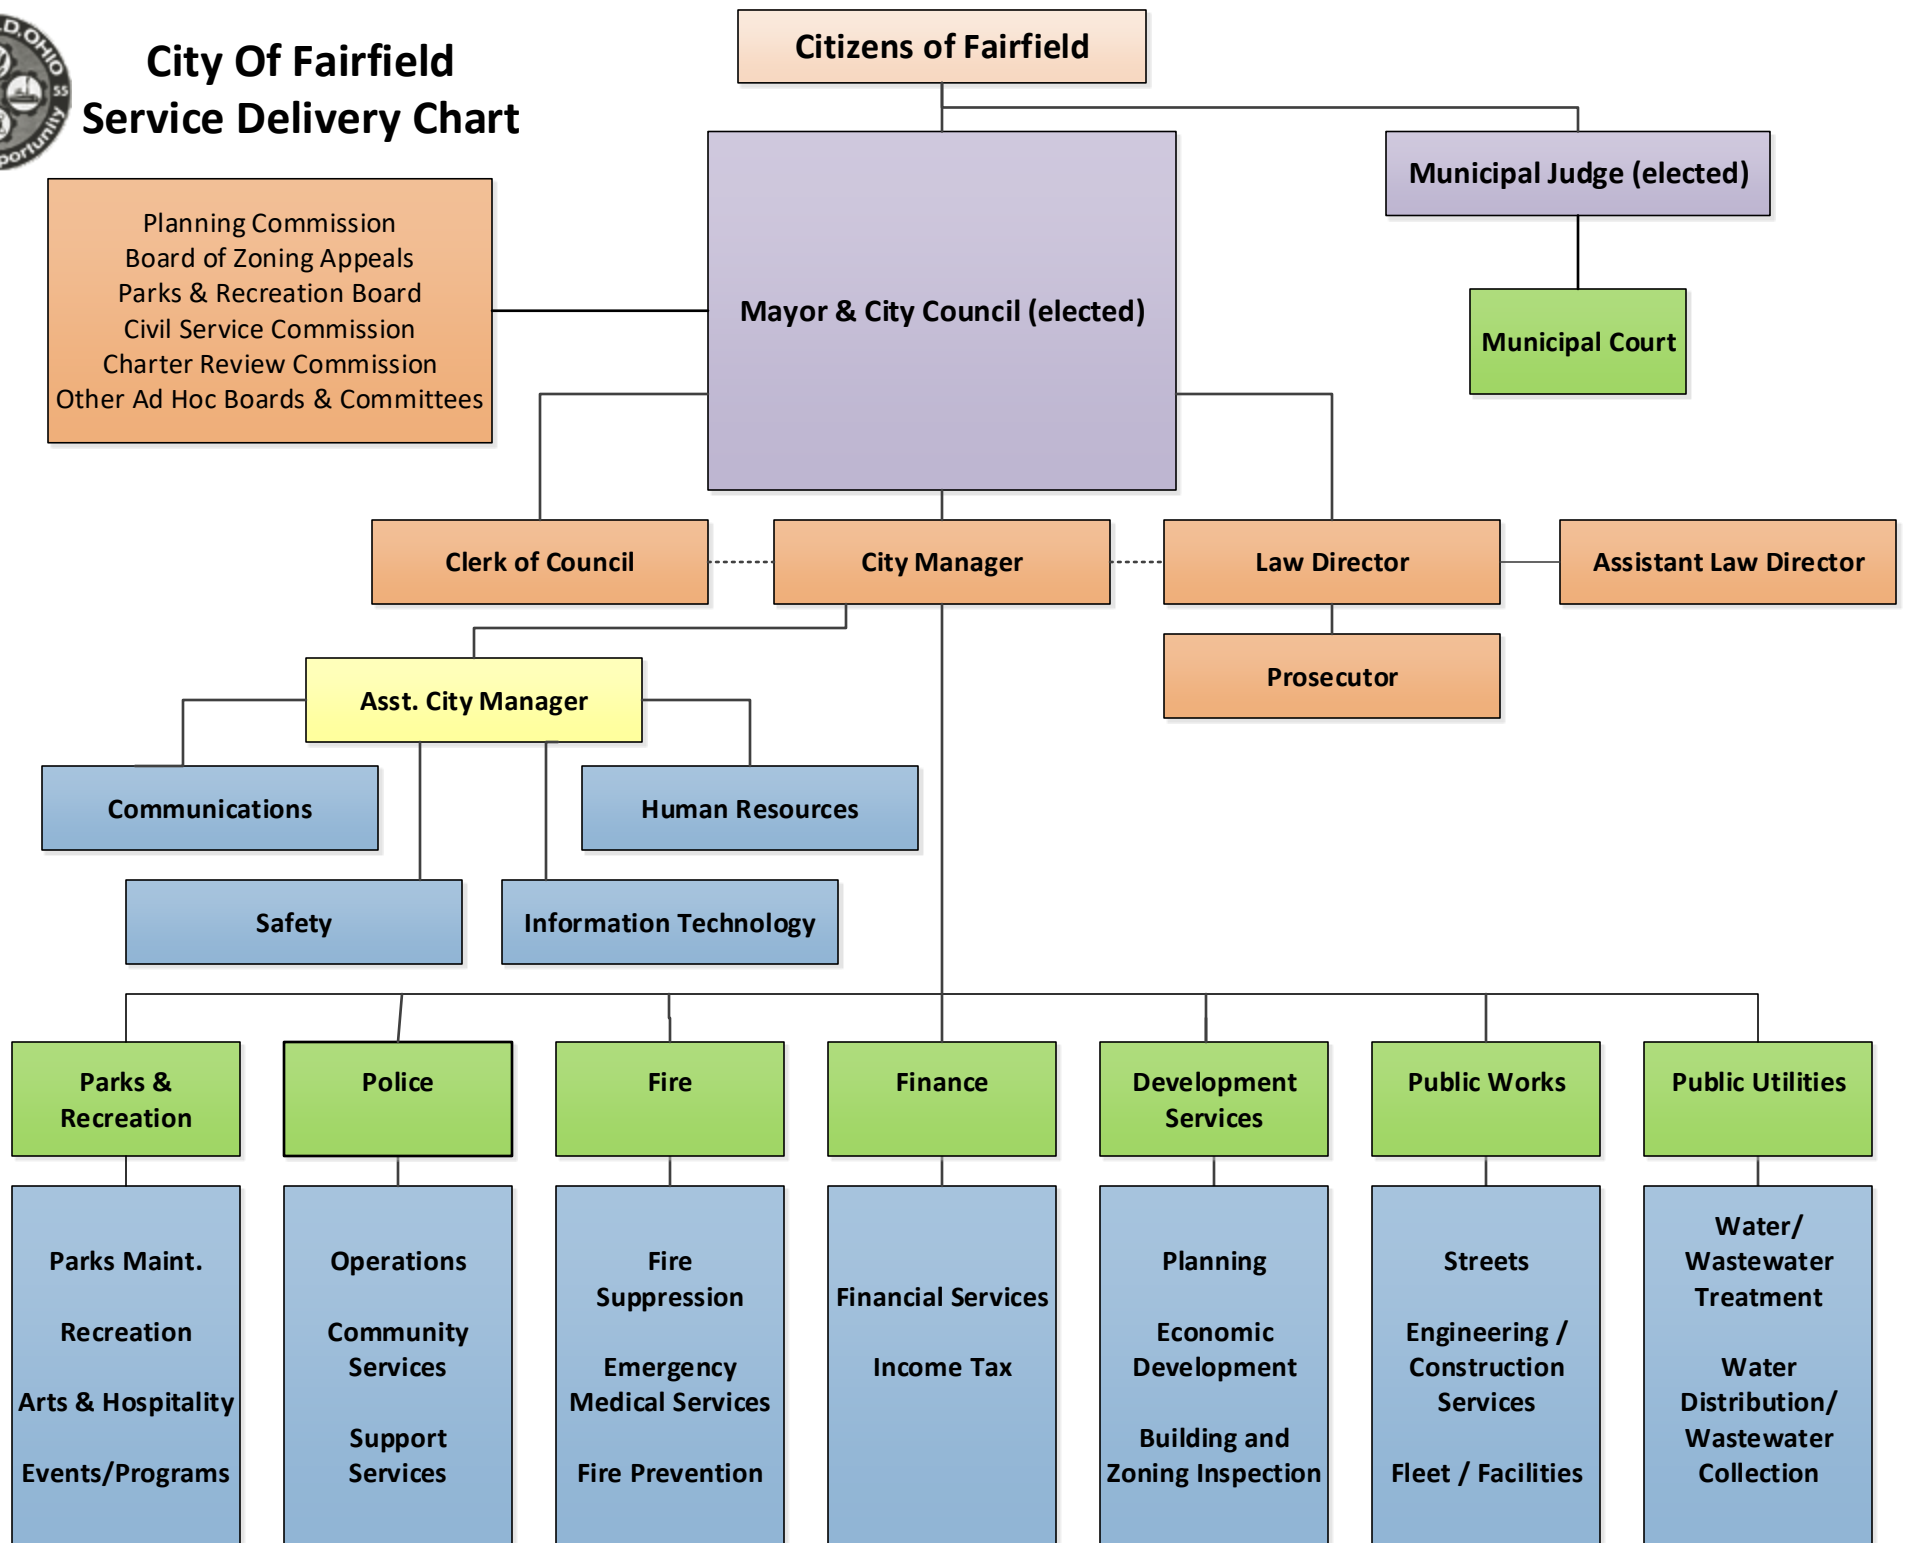 D.OHIO
55
portunity
City Of Fairfield
Service Delivery Chart
Citizens of Fairfield
Mayor & City Council (elected)
Municipal Judge (elected)
Municipal Court
Planning Commission
Board of Zoning Appeals
Parks & Recreation Board
Civil Service Commission
Charter Review Commission
Other Ad Hoc Boards & Committees
Clerk of Council
City Manager
Law Director
Assistant Law Director
Prosecutor
Asst. City Manager
Communications
Human Resources
Safety
Information Technology
Parks &
Recreation
Police
Fire
Finance
Development
Services
Public Works
Public Utilities
Parks Maint.
Recreation
Arts & Hospitality
Events/Programs
Operations
Community
Services
Support
Services
Fire
Suppression
Emergency
Medical Services
Fire Prevention
Financial Services
Income Tax
Planning
Economic
Development
Building and
Zoning Inspection
Streets
Engineering /
Construction
Services
Fleet / Facilities
Water/
Wastewater
Treatment
Water
Distribution/
Wastewater
Collection